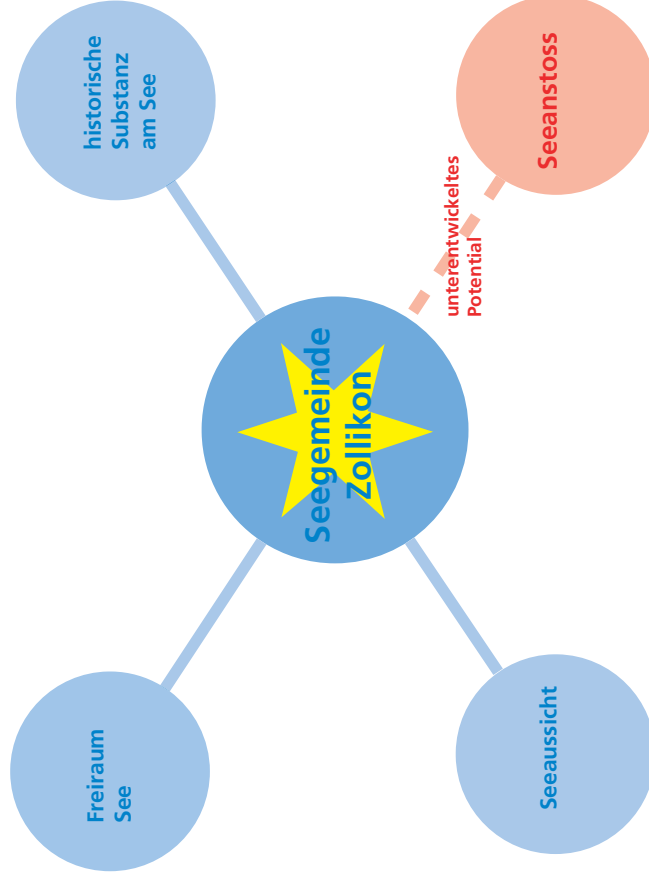 Freiraum
See
historische
Substanz
am See
Seegemeinde
Zollikon
unterentwickeltes
Potential
Seeaussicht
Seeanstoss